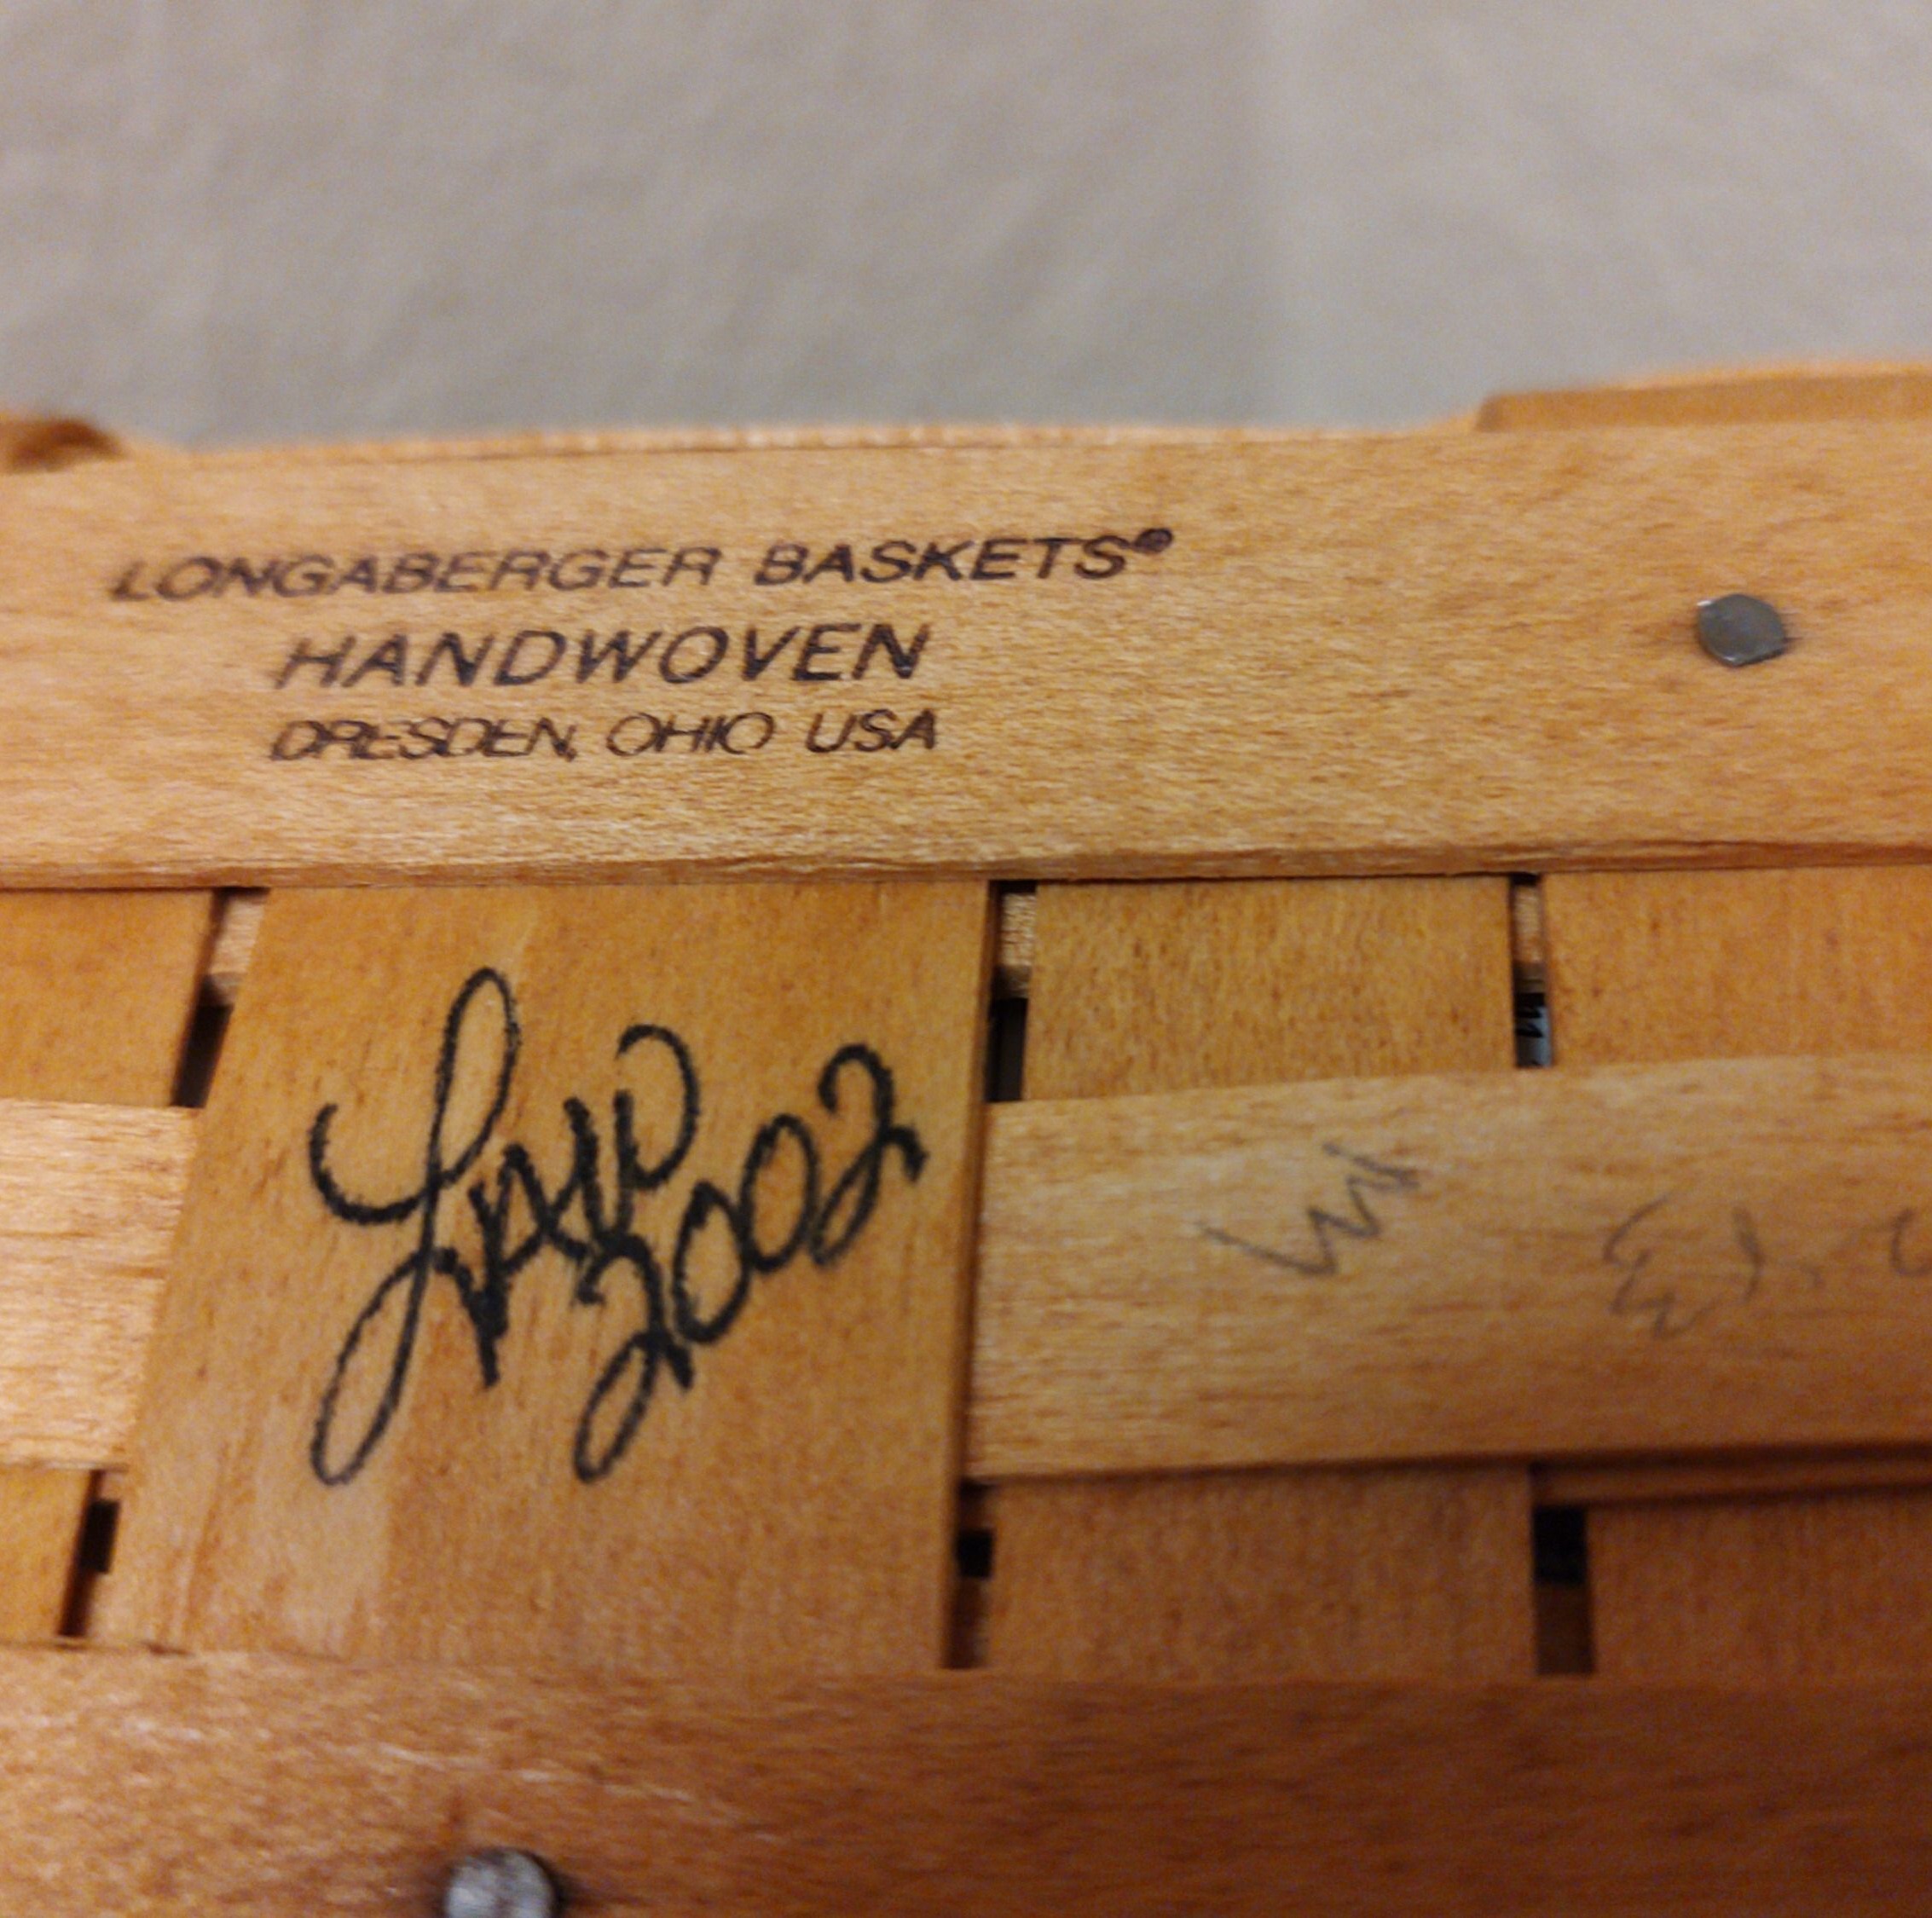 LONGABERGER BASKETS®
HANDWOVEN
DRESDEN, OHIO USA
2002